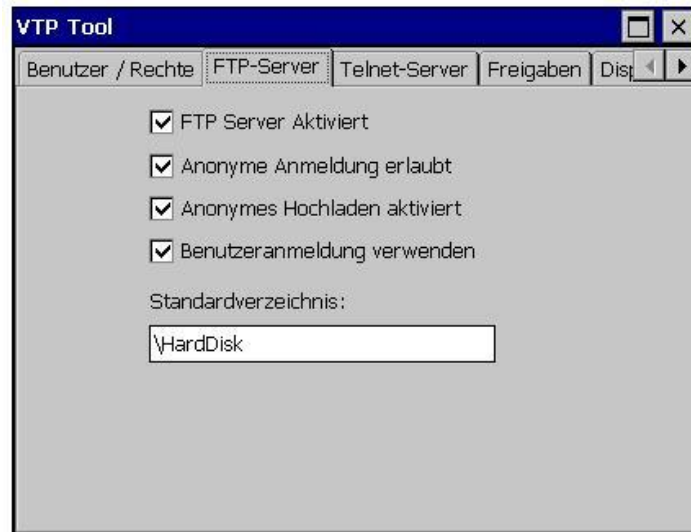 VTP Tool
Benutzer / Rechte FTP-Server Telnet-Server Freigaben
FTP Server Aktiviert
Anonyme Anmeldung erlaubt
Anonymes Hochladen aktiviert
Benutzeranmeldung verwenden
Standardverzeichnis:
\HardDisk